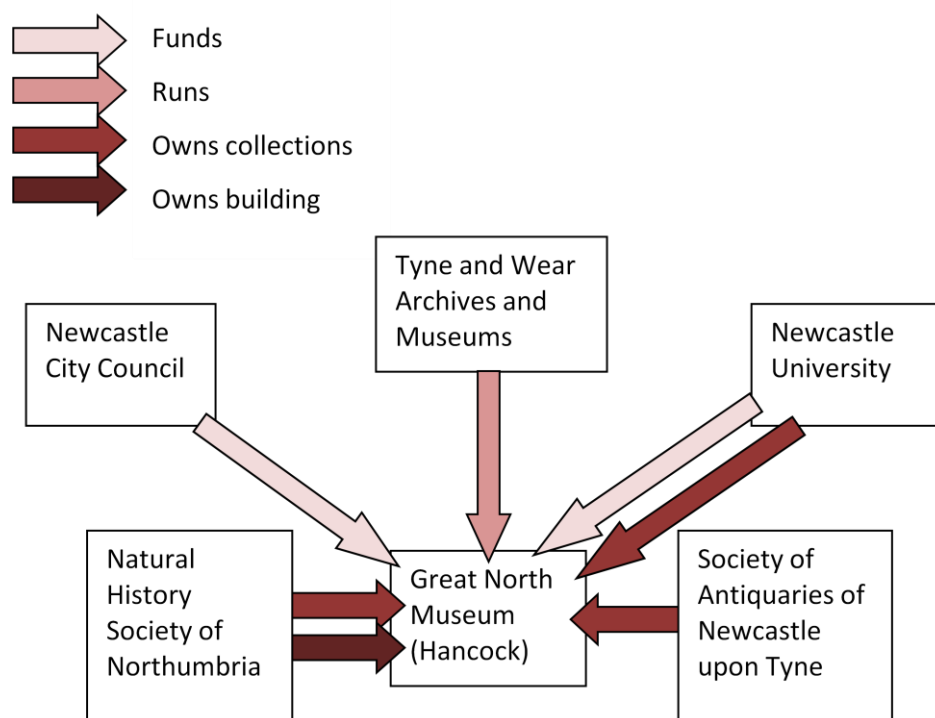 Funds
Runs
Owns collections
Owns building
Tyne and Wear
Archives and
Museums
Newcastle
City Council
Newcastle
University
Natural
History
Society of
Northumbria
Great North
Museum
(Hancock)
Society of
Antiquaries of
Newcastle
upon Tyne